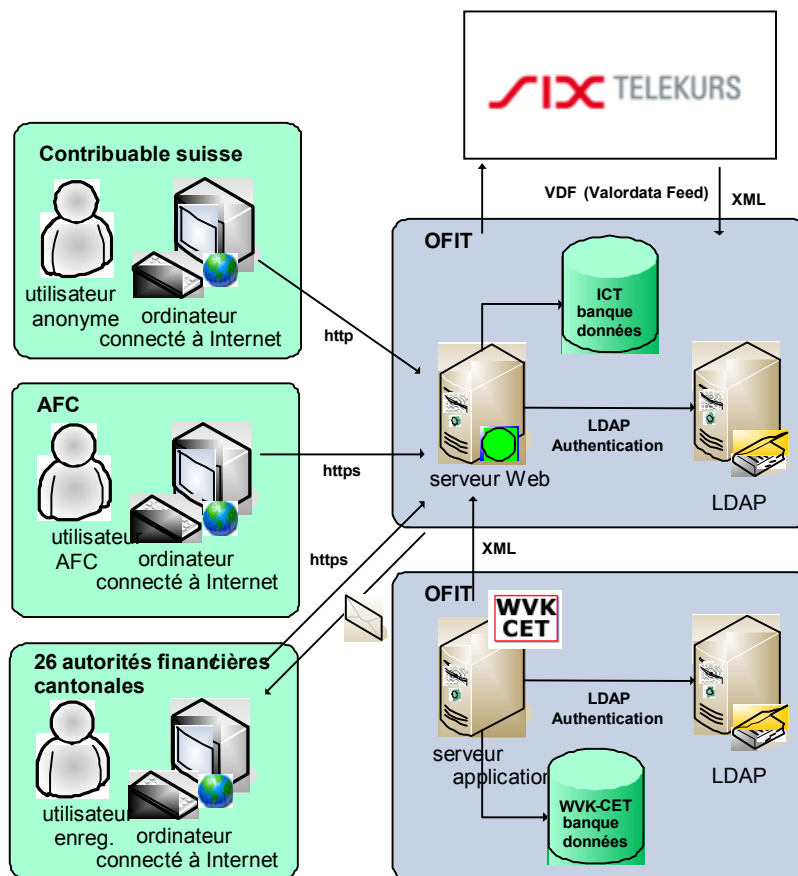 SIX TELEKURS
Contribuable suisse
utilisateur
anonyme
ordinateur
connecté à Internet
http
VDF (Valordata Feed)
XML
OFIT
ICT
banque
données
LDAP
Authentication
serveur Web
LDAP
AFC
utilisateur
AFC
ordinateur
connecté à Internet
https
https
XML
26 autorités financières
cantonales
utilisateur
enreg.
ordinateur
connecté à Internet
OFIT
WVK
CET
LDAP
Authentication
serveur
application
LDAP
WVK-CET
banque
données